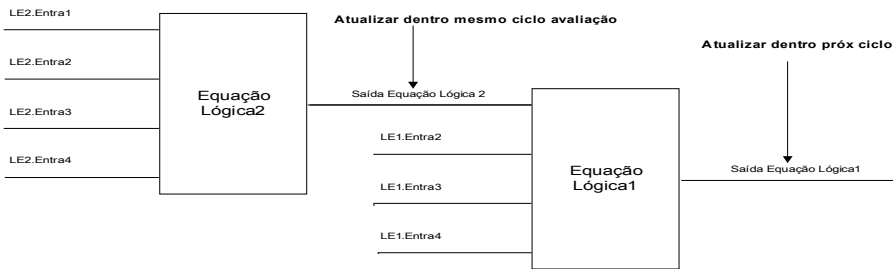 LE2.Entra1
Atualizar dentro mesmo ciclo avaliação
LE2.Entra2
Atualizar dentro próx ciclo
Equação
Lógica2
Saída Equação Lógica 2
LE2.Entra3
LE1.Entra2
LE2.Entra4
Equação
Lógica1
Saída Equação Lógica1
LE1.Entra3
LE1.Entra4